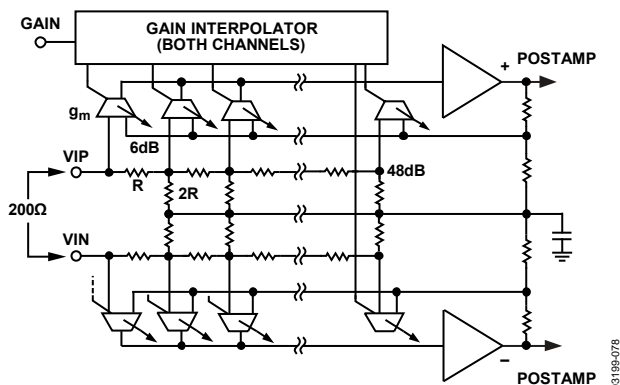 GAIN
GAIN INTERPOLATOR
(BOTH CHANNELS)
+
POSTAMP
gm
6dB
48dB
VIP
R
2R
200Ω
VIN
–
POSTAMP
3199-078